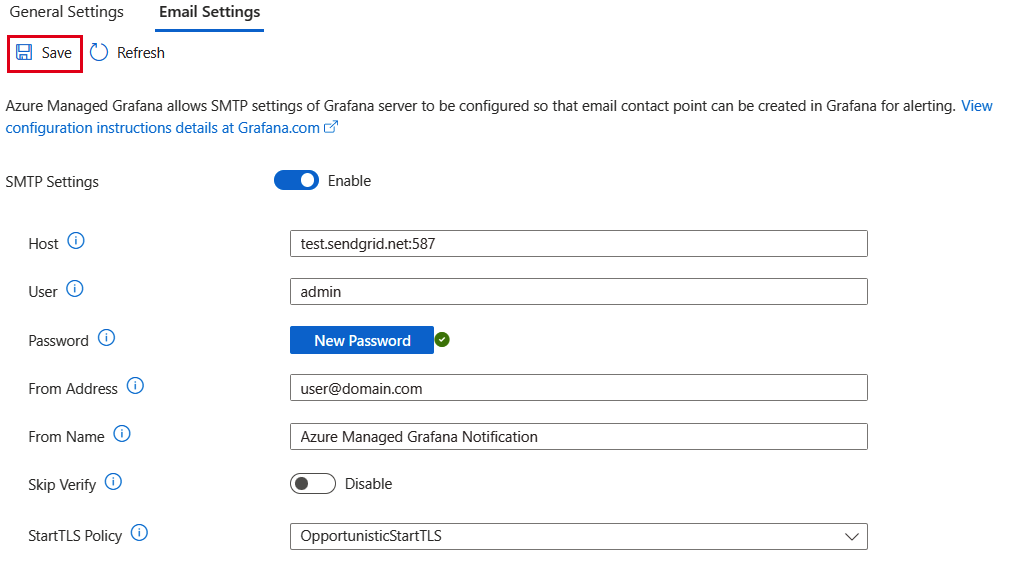 General Settings Email Settings
Save Refresh
Azure Managed Grafana allows SMTP settings of Grafana server to be configured so that email contact point can be created in Grafana for alerting. View
configuration instructions details at Grafana.com
SMTP Settings Enable
Host test.sendgrid.net:587
User admin
Password New Password
From Address user@domain.com
From Name Azure Managed Grafana Notification
Skip Verify Disable
StartTLS Policy OpportunisticStartTLS